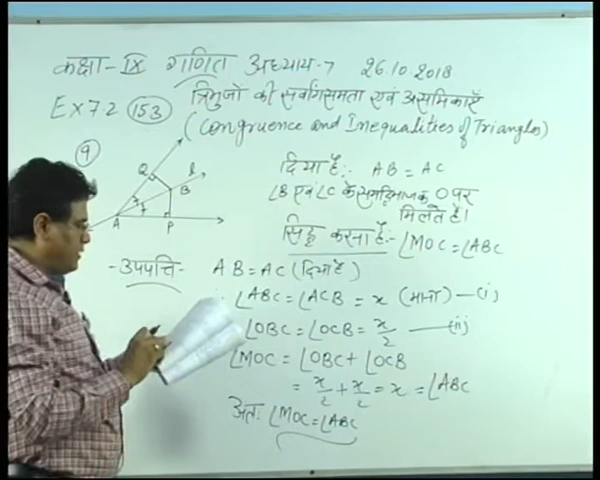 कक्षा-IX गणित अध्याय-7 26.10.2018
Ex 7.2 (153) त्रिभुजों की सर्वांगसमता एवं असमिकाएँ
(Congruence and Inequalities of Triangles)
9
Q l
B
A P
दिया है:- AB = AC
∠B एवं ∠C के समद्विभाजक O पर
मिलते है।
सिद्ध करना है:- ∠MOC = ∠ABC
-उपपत्ति- AB = AC (दिया है)
∠ABC = ∠ACB = x (माना) —(i)
∠OBC = ∠OCB = x/2 —(ii)
∠MOC = ∠OBC + ∠OCB
= x/2 + x/2 = x = ∠ABC
अतः ∠MOC = ∠ABC